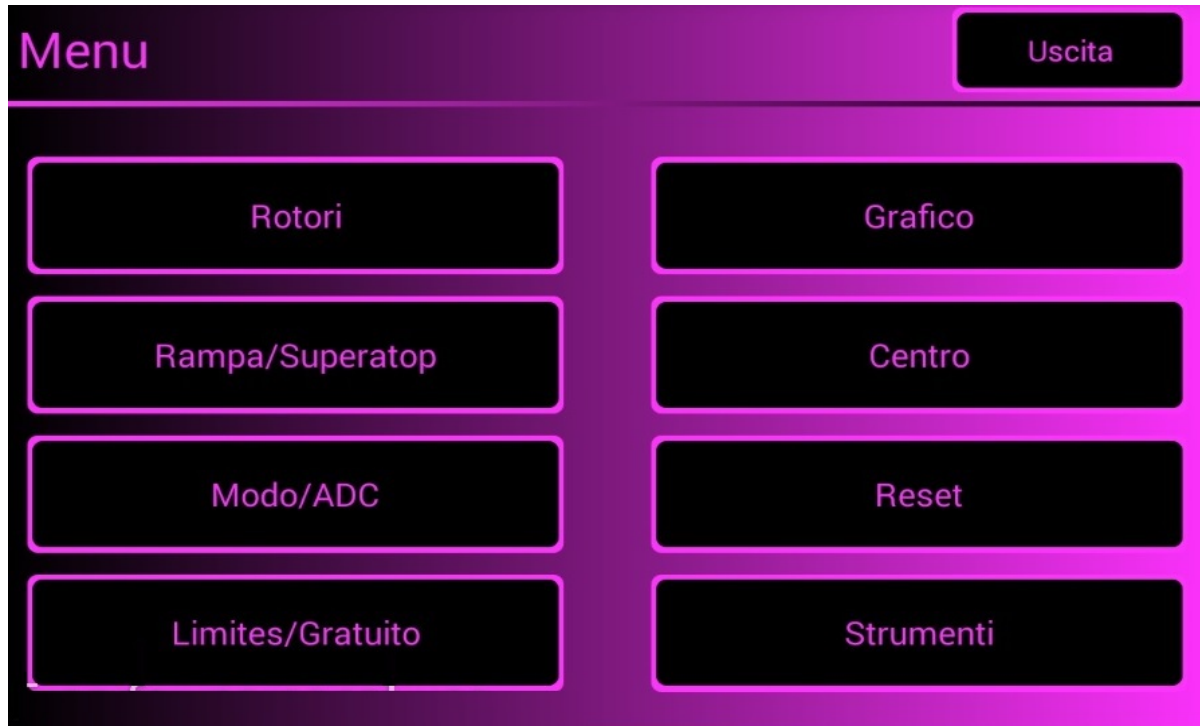 Menu
Uscita
Rotori
Grafico
Rampa/Superatop
Centro
Modo/ADC
Reset
Limites/Gratuito
Strumenti